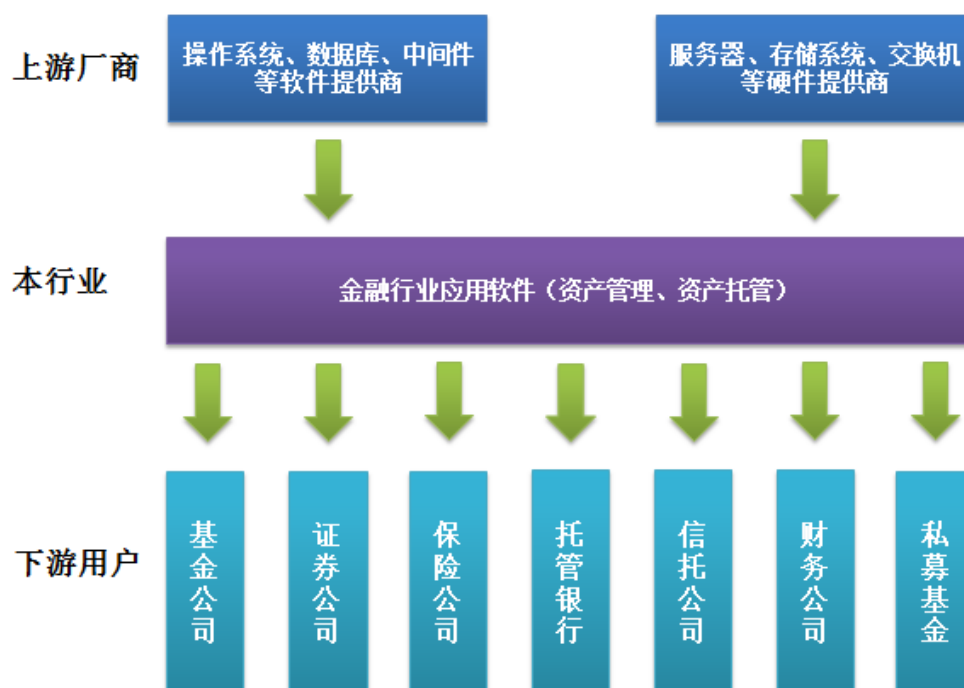 上游厂商
操作系统、数据库、中间件
等软件提供商
服务器、存储系统、交换机
等硬件提供商
本行业
金融行业应用软件（资产管理、资产托管）
下游用户
基金公司
证券公司
保险公司
托管银行
信托公司
财务公司
私募基金